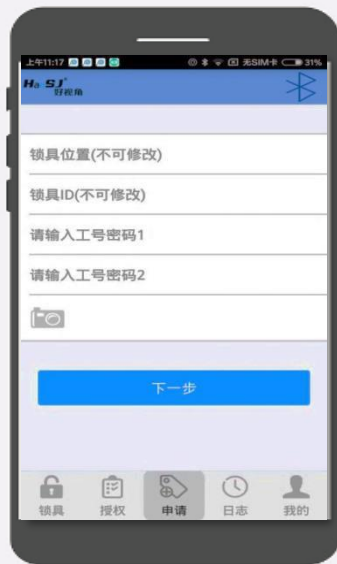 上午11:17 无SIM卡 31%
Ha SJ
好视角
锁具位置(不可修改)
锁具ID(不可修改)
请输入工号密码1
请输入工号密码2
下一步
锁具 授权 申请 日志 我的